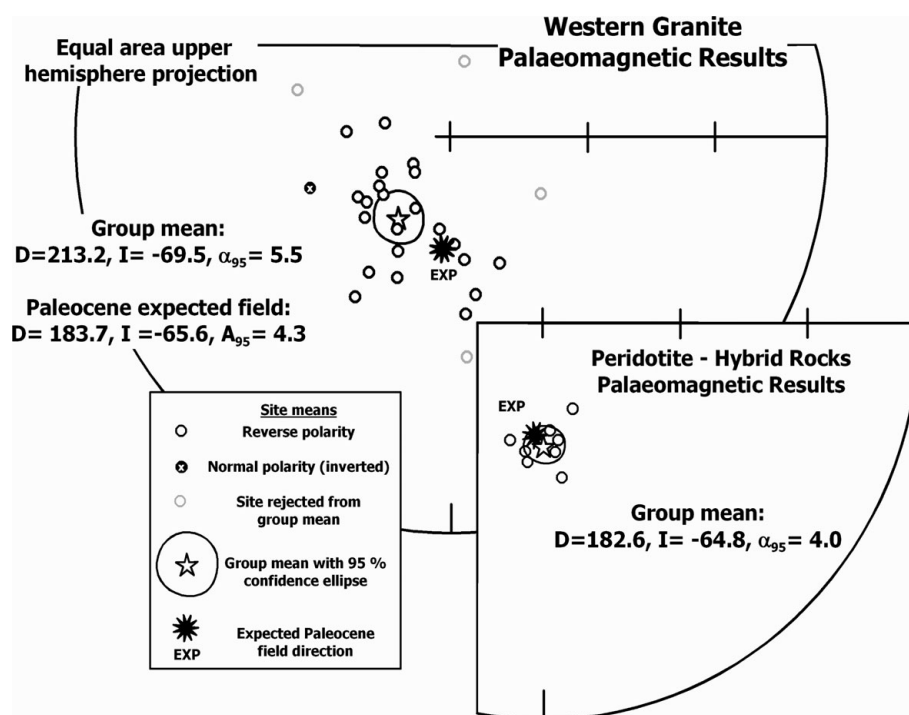 Equal area upper
hemisphere projection
Western Granite
Palaeomagnetic Results
Group mean:
D=213.2, I= -69.5, α95= 5.5
Paleocene expected field:
D= 183.7, I =-65.6, A95= 4.3
EXP
Site means
Reverse polarity
Normal polarity (inverted)
Site rejected from
group mean
Group mean with 95 %
confidence ellipse
Expected Paleocene
field direction
EXP
Peridotite - Hybrid Rocks
Palaeomagnetic Results
EXP
Group mean:
D=182.6, I= -64.8, α95= 4.0